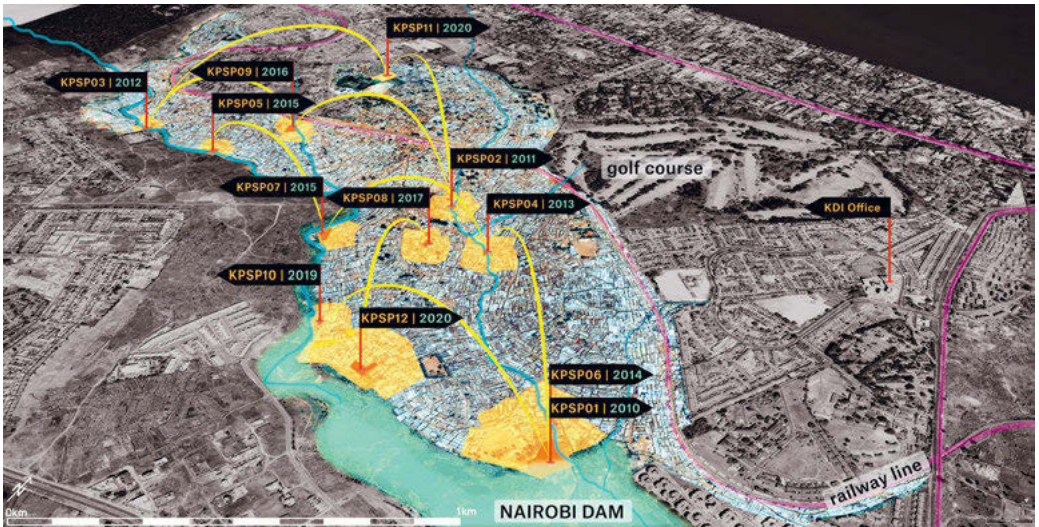 KPSP11 | 2020
KPSP03 | 2012
KPSP09 | 2016
KPSP05 | 2015
KPSP02 | 2011
golf course
KPSP07 | 2015
KPSP08 | 2017
KPSP04 | 2013
KDI Office
KPSP10 | 2019
KPSP12 | 2020
KPSP06 | 2014
KPSP01 | 2010
railway line
0km
1km
NAIROBI DAM